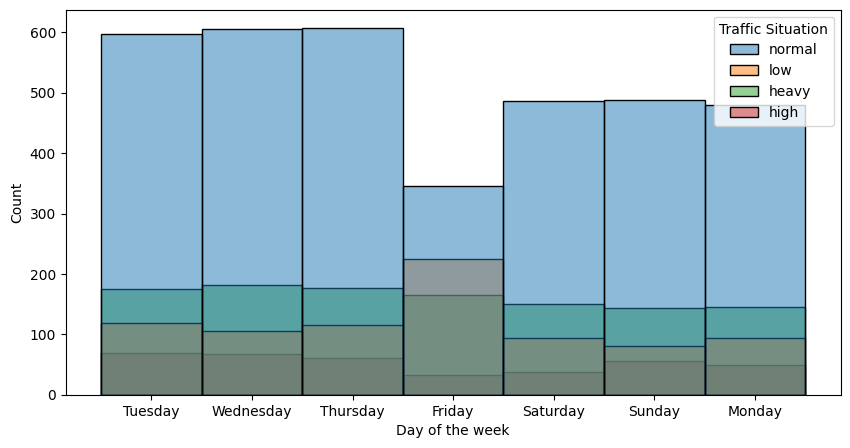 600
500
400
300
200
100
0
Count
Traffic Situation
normal
low
heavy
high
Tuesday Wednesday Thursday Friday Saturday Sunday Monday
Day of the week